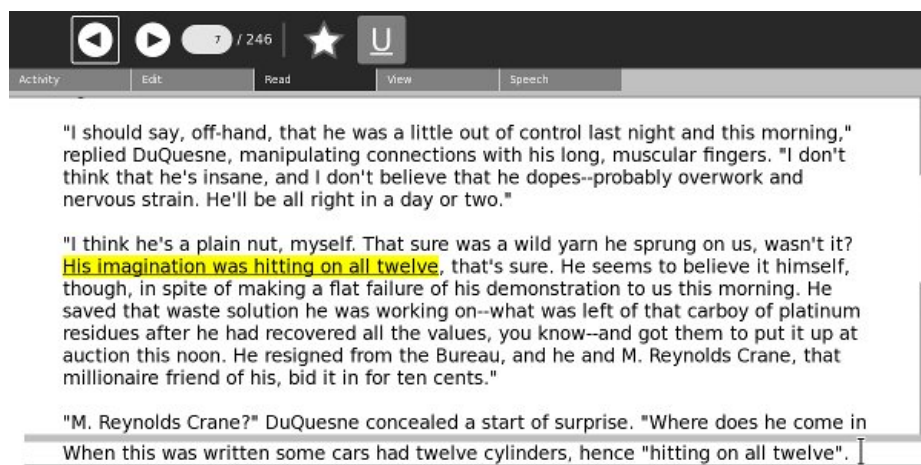 7 / 246 U
Activity Edit Read View Speech
"I should say, off-hand, that he was a little out of control last night and this morning,"
replied DuQuesne, manipulating connections with his long, muscular fingers. "I don't
think that he's insane, and I don't believe that he dopes--probably overwork and
nervous strain. He'll be all right in a day or two."
"I think he's a plain nut, myself. That sure was a wild yarn he sprung on us, wasn't it?
His imagination was hitting on all twelve, that's sure. He seems to believe it himself,
though, in spite of making a flat failure of his demonstration to us this morning. He
saved that waste solution he was working on--what was left of that carboy of platinum
residues after he had recovered all the values, you know--and got them to put it up at
auction this noon. He resigned from the Bureau, and he and M. Reynolds Crane, that
millionaire friend of his, bid it in for ten cents."
"M. Reynolds Crane?" DuQuesne concealed a start of surprise. "Where does he come in
When this was written some cars had twelve cylinders, hence "hitting on all twelve".